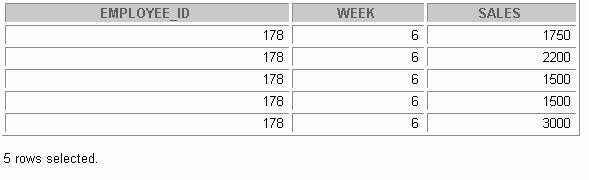 EMPLOYEE_ID WEEK SALES
178 6 1750
178 6 2200
178 6 1500
178 6 1500
178 6 3000
5 rows selected.